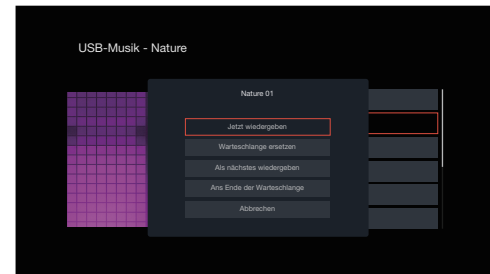 USB-Musik - Nature
Nature 01
Jetzt wiedergeben
Warteschlange ersetzen
Als nächstes wiedergeben
Ans Ende der Warteschlange
Abbrechen